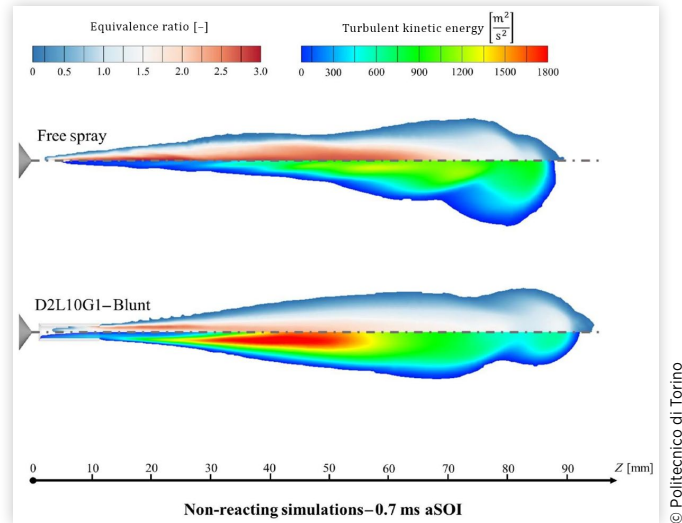 Equivalence ratio [–]
Turbulent kinetic energy [m²/s²]
0 0.5 1.0 1.5 2.0 2.5 3.0
0 300 600 900 1200 1500 1800
Free spray
D2L10G1–Blunt
0 10 20 30 40 50 60 70 80 90 Z [mm]
Non-reacting simulations–0.7 ms aSOI
© Politecnico di Torino